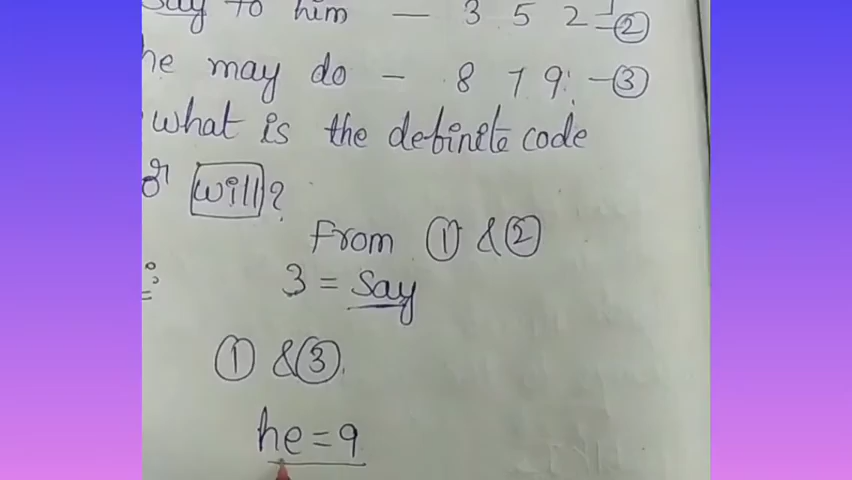 Say to him — 3 5 2 — ②
he may do – 8 7 9 — ③
what is the definite code
or will?
From ① & ②
3 = Say
① & ③.
he = 9